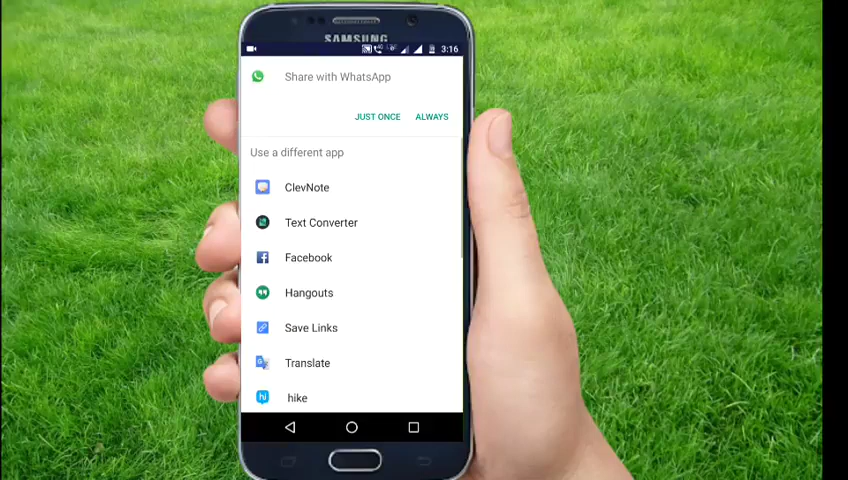 SAMSUNG
3:16
Share with WhatsApp
JUST ONCE
ALWAYS
Use a different app
ClevNote
Text Converter
Facebook
Hangouts
Save Links
Translate
hike